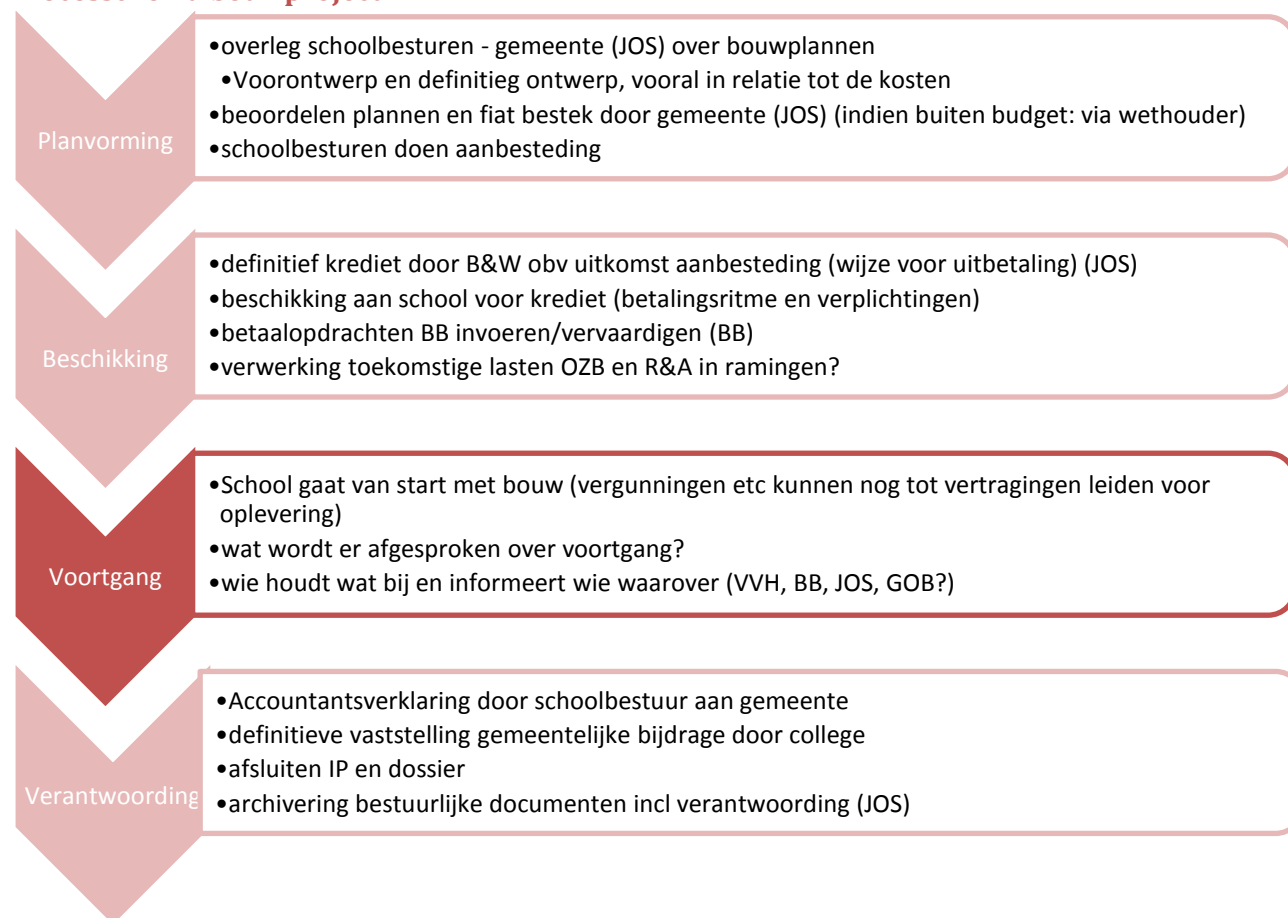 Planvorming
•overleg schoolbesturen - gemeente (JOS) over bouwplannen
•Voorontwerp en definitieg ontwerp, vooral in relatie tot de kosten
•beoordelen plannen en fiat bestek door gemeente (JOS) (indien buiten budget: via wethouder)
•schoolbesturen doen aanbesteding
Beschikking
•definitief krediet door B&W obv uitkomst aanbesteding (wijze voor uitbetaling) (JOS)
•beschikking aan school voor krediet (betalingsritme en verplichtingen)
•betaalopdrachten BB invoeren/vervaardigen (BB)
•verwerking toekomstige lasten OZB en R&A in ramingen?
Voortgang
•School gaat van start met bouw (vergunningen etc kunnen nog tot vertragingen leiden voor
oplevering)
•wat wordt er afgesproken over voortgang?
•wie houdt wat bij en informeert wie waarover (VVH, BB, JOS, GOB?)
Verantwoording
•Accountantsverklaring door schoolbestuur aan gemeente
•definitieve vaststelling gemeentelijke bijdrage door college
•afsluiten IP en dossier
•archivering bestuurlijke documenten incl verantwoording (JOS)